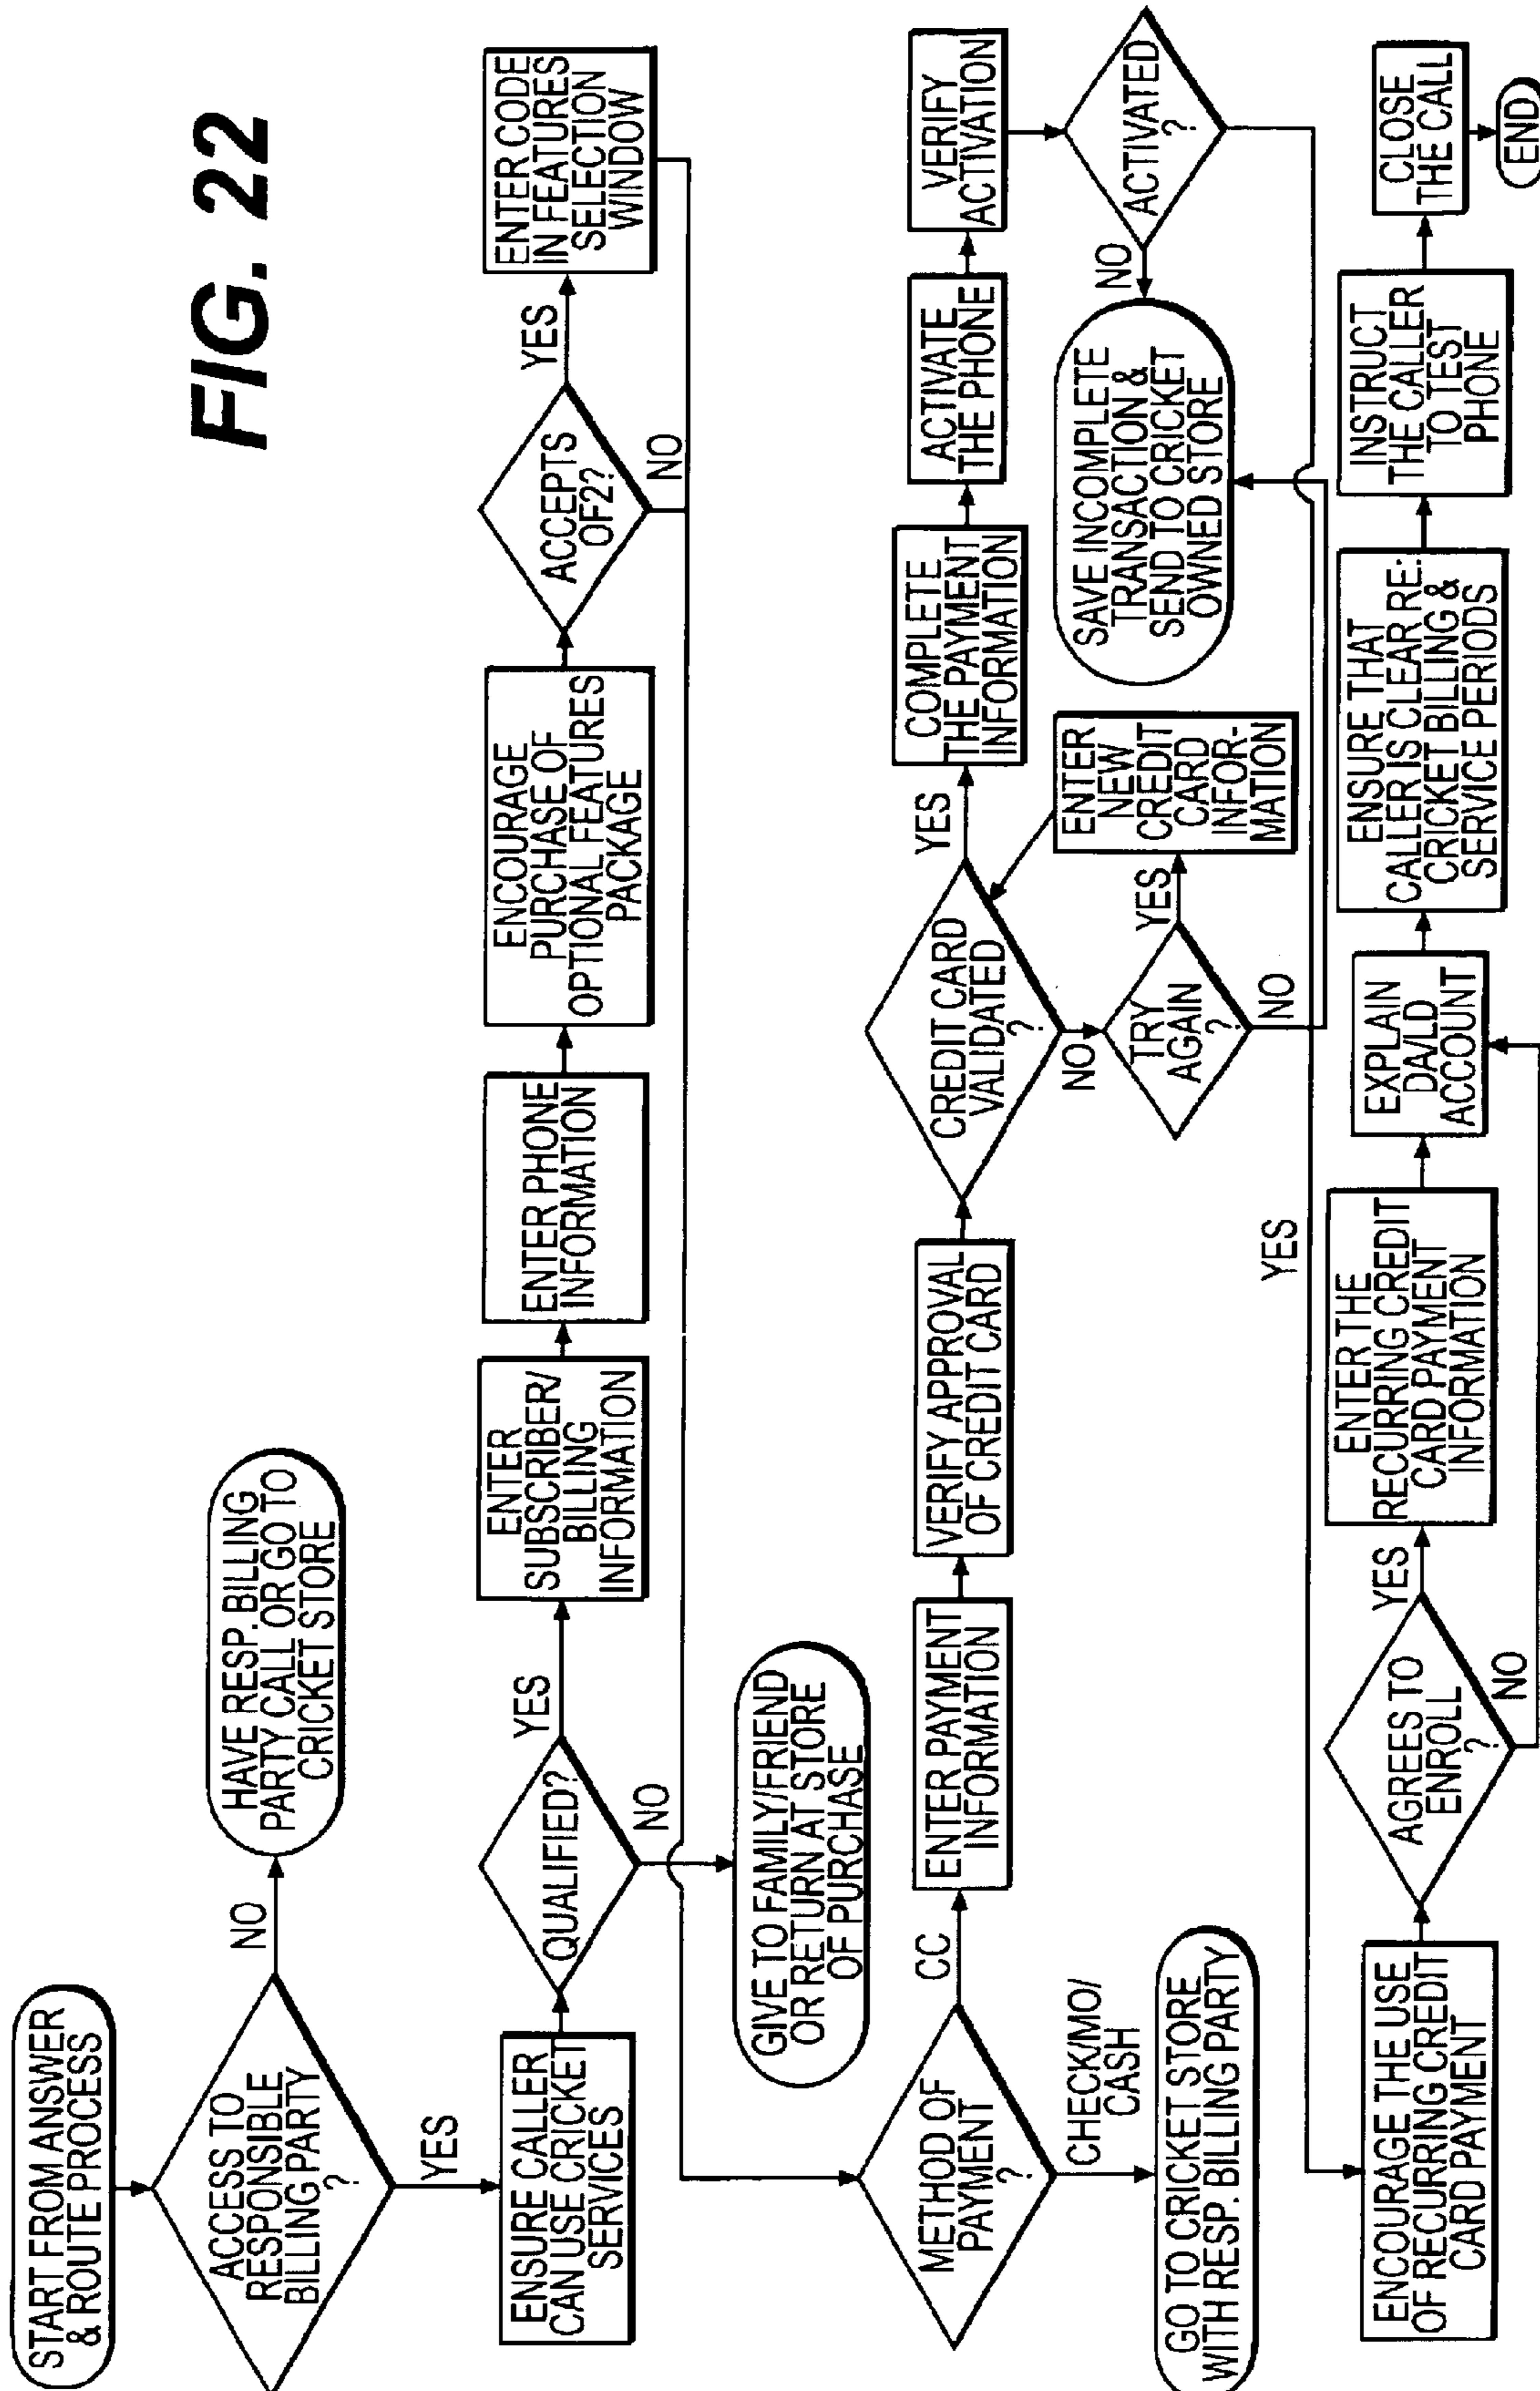 FIG. 22
START FROM ANSWER
& ROUTE PROCESS
ACCESS TO
RESPONSIBLE
BILLING PARTY
?
NO
HAVE RESP. BILLING
PARTY CALL OR GO TO
CRICKET STORE
YES
ENSURE CALLER
CAN USE CRICKET
SERVICES
QUALIFIED?
YES
NO
GIVE TO FAMILY/FRIEND
OR RETURN AT STORE
OF PURCHASE
ENTER
SUBSCRIBER/
BILLING
INFORMATION
ENTER PHONE
INFORMATION
ENCOURAGE
PURCHASE OF
OPTIONAL FEATURES
PACKAGE
ACCEPTS
OF2?
YES
NO
ENTER CODE
IN FEATURES
SELECTION
WINDOW
METHOD OF
PAYMENT
?
CC
CHECK/MO/
CASH
GO TO CRICKET STORE
WITH RESP. BILLING PARTY
ENTER PAYMENT
INFORMATION
VERIFY APPROVAL
OF CREDIT CARD
CREDIT CARD
VALIDATED
?
YES
NO
TRY
AGAIN
?
YES
NO
ENTER
NEW
CREDIT
CARD
INFOR-
MATION
COMPLETE
THE PAYMENT
INFORMATION
ACTIVATE
THE PHONE
VERIFY
ACTIVATION
ACTIVATED
?
NO
SAVE INCOMPLETE
TRANSACTION &
SEND TO CRICKET
OWNED STORE
YES
ENCOURAGE THE USE
OF RECURRING CREDIT
CARD PAYMENT
AGREES TO
ENROLL
?
YES
NO
ENTER THE
RECURRING CREDIT
CARD PAYMENT
INFORMATION
EXPLAIN
DA/LD
ACCOUNT
ENSURE THAT
CALLER IS CLEAR RE:
CRICKET BILLING &
SERVICE PERIODS
INSTRUCT
THE CALLER
TO TEST
PHONE
CLOSE
THE CALL
END